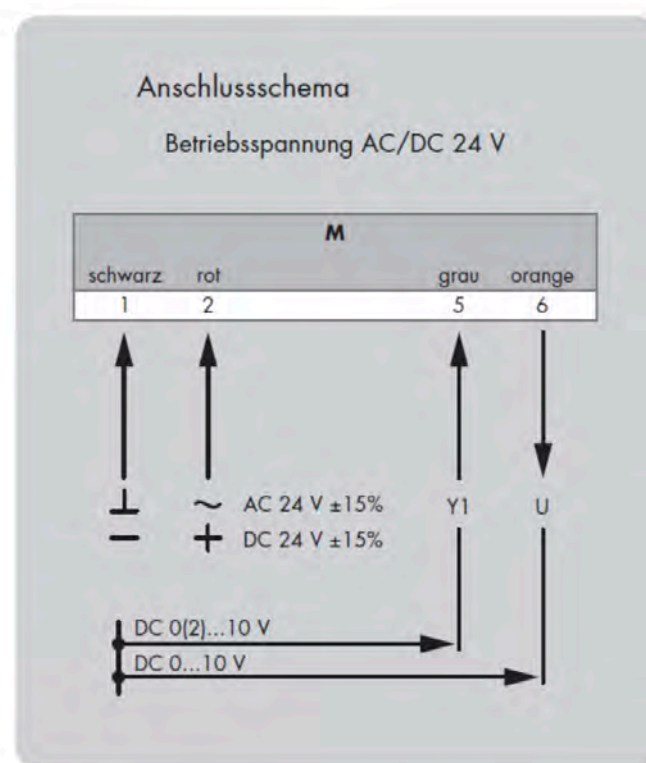 Anschlussschema
Betriebsspannung AC/DC 24 V
M
schwarz rot grau orange
1 2 5 6
⊥ ~ AC 24 V ±15% Y1 U
− + DC 24 V ±15%
DC 0(2)...10 V
DC 0...10 V